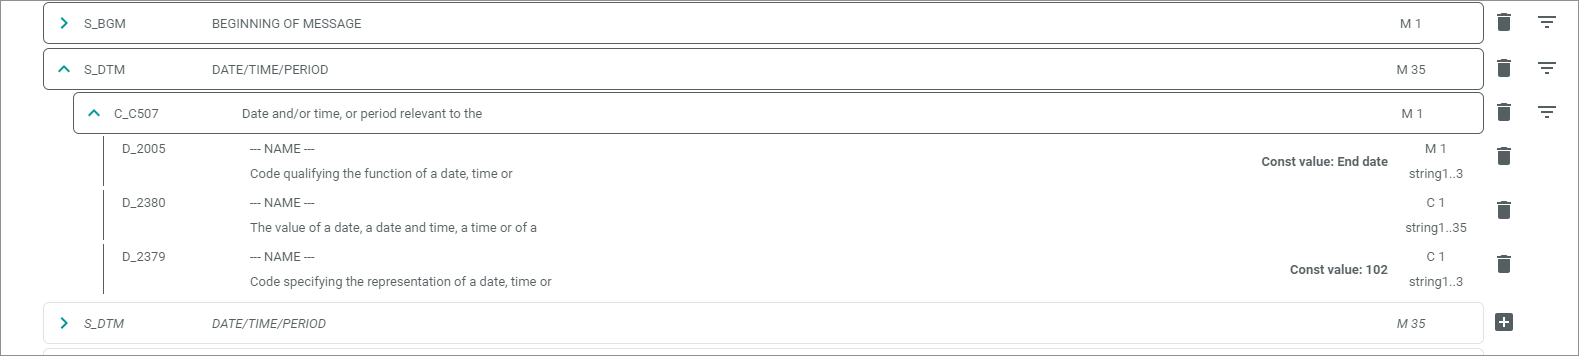 S_BGM BEGINNING OF MESSAGE M 1
S_DTM DATE/TIME/PERIOD M 35
C_C507 Date and/or time, or period relevant to the M 1
D_2005 --- NAME --- M 1
Const value: End date
Code qualifying the function of a date, time or string1..3
D_2380 --- NAME --- C 1
The value of a date, a date and time, a time or of a string1..35
D_2379 --- NAME --- C 1
Const value: 102
Code specifying the representation of a date, time or string1..3
S_DTM DATE/TIME/PERIOD M 35